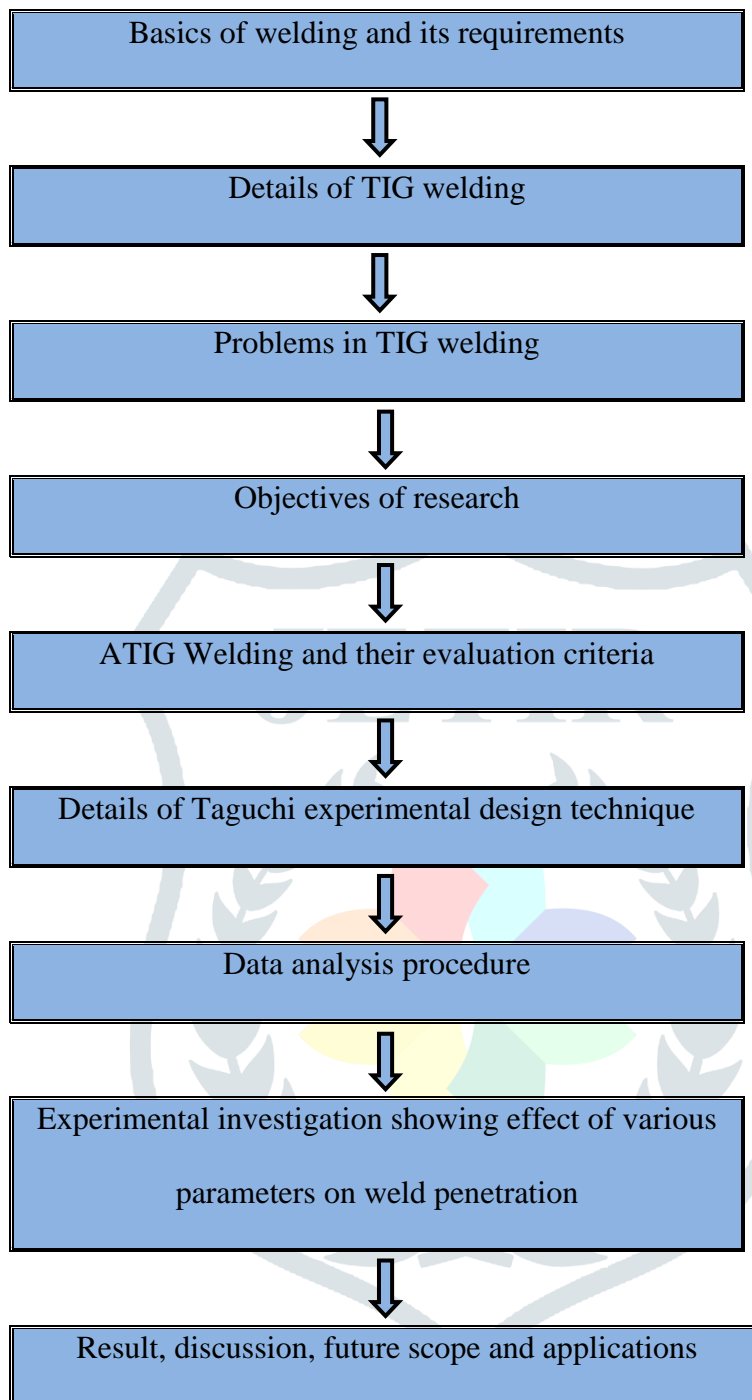 Basics of welding and its requirements
Details of TIG welding
Problems in TIG welding
Objectives of research
ATIG Welding and their evaluation criteria
JETIR
Details of Taguchi experimental design technique
Data analysis procedure
Experimental investigation showing effect of various
parameters on weld penetration
Result, discussion, future scope and applications